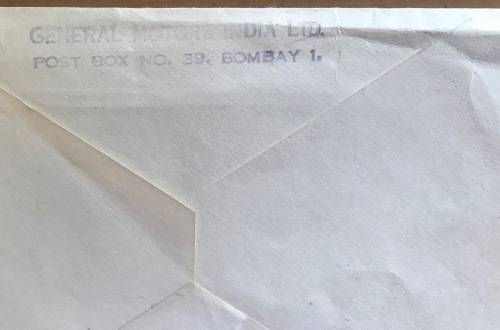 GENERAL MOTORS INDIA LTD.
POST BOX NO. 39, BOMBAY 1.